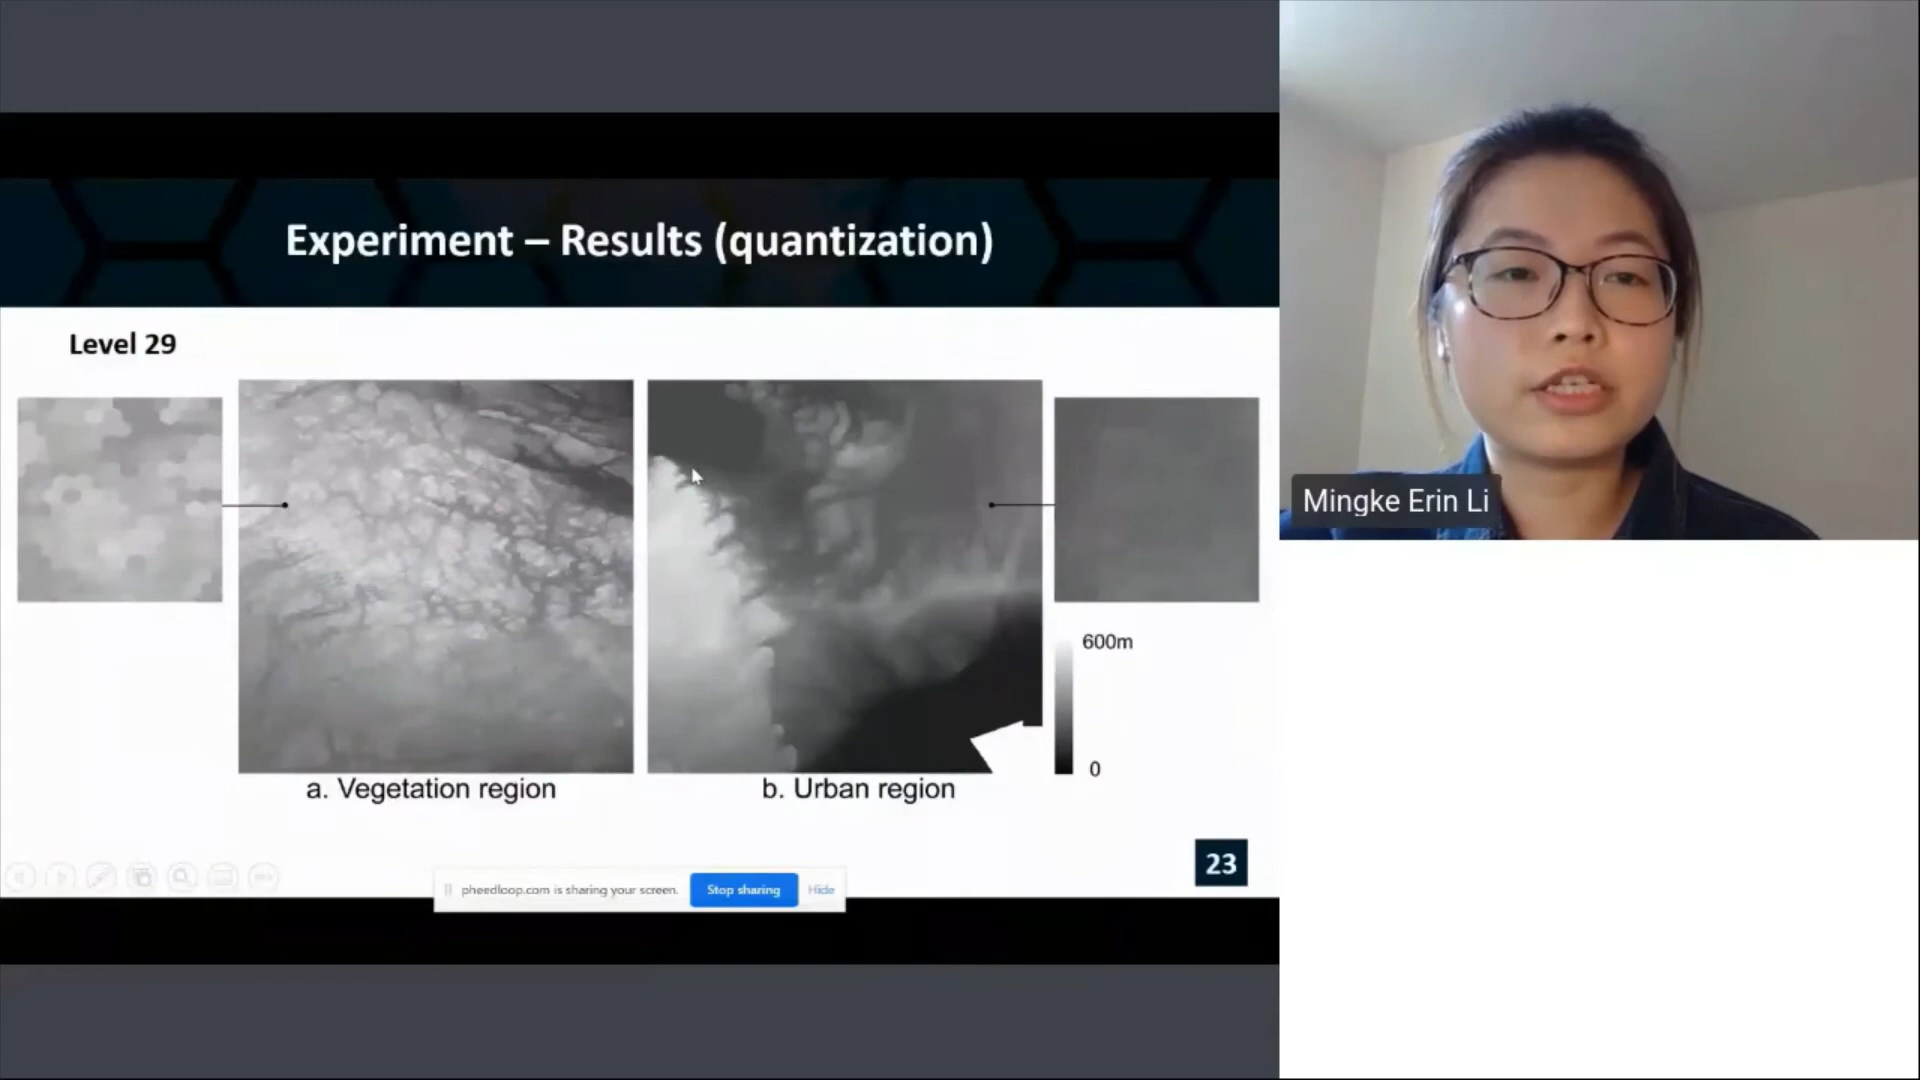 Experiment – Results (quantization)
Level 29
600m
0
a. Vegetation region
b. Urban region
23
pheedloop.com is sharing your screen.
Stop sharing
Hide
Mingke Erin Li